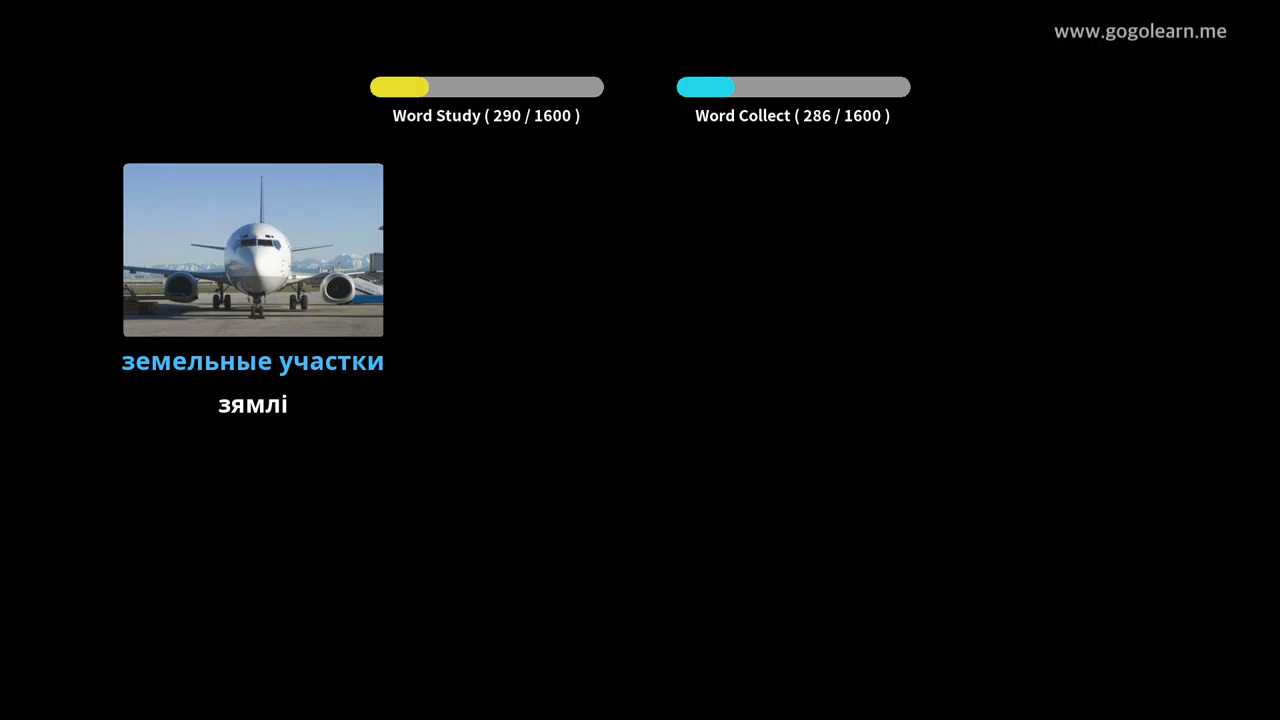 www.gogolearn.me
Word Study ( 290 / 1600 )
Word Collect ( 286 / 1600 )
земельные участки
зямлі